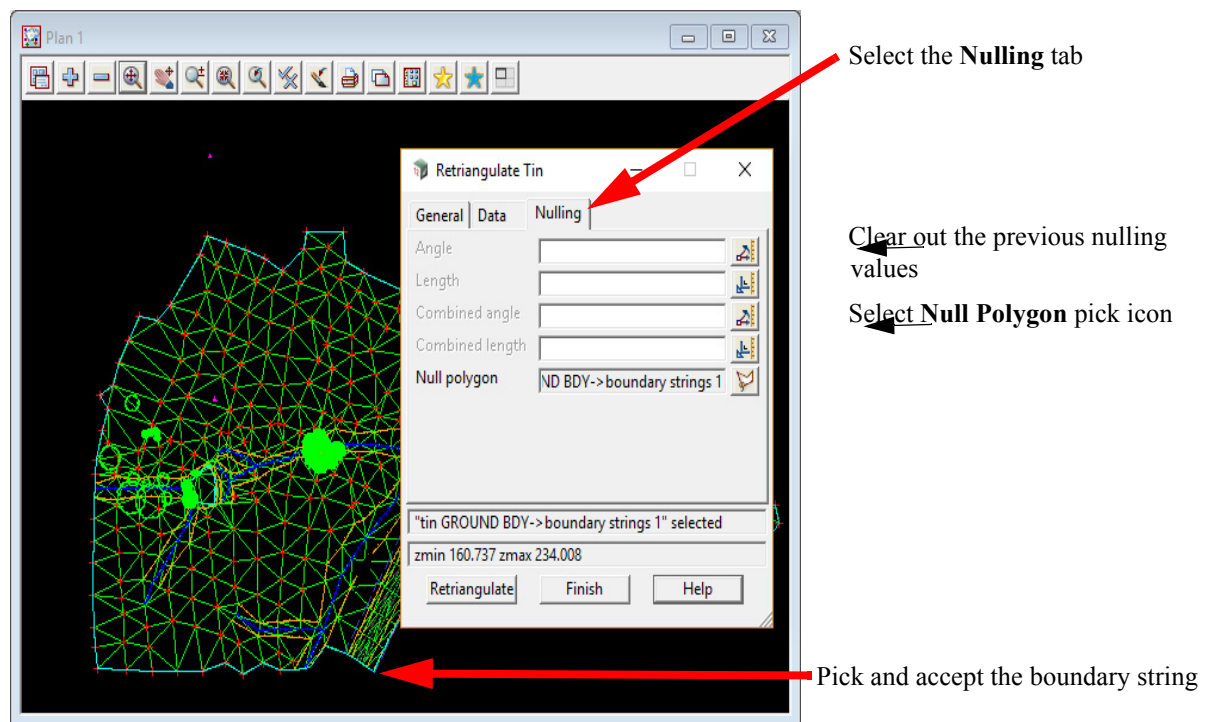 Plan 1
Select the Nulling tab
Retriangulate Tin
General Data Nulling
Angle
Length
Combined angle
Combined length
Null polygon ND BDY->boundary strings 1
Clear out the previous nulling
values
Select Null Polygon pick icon
"tin GROUND BDY->boundary strings 1" selected
zmin 160.737 zmax 234.008
Retriangulate Finish Help
Pick and accept the boundary string